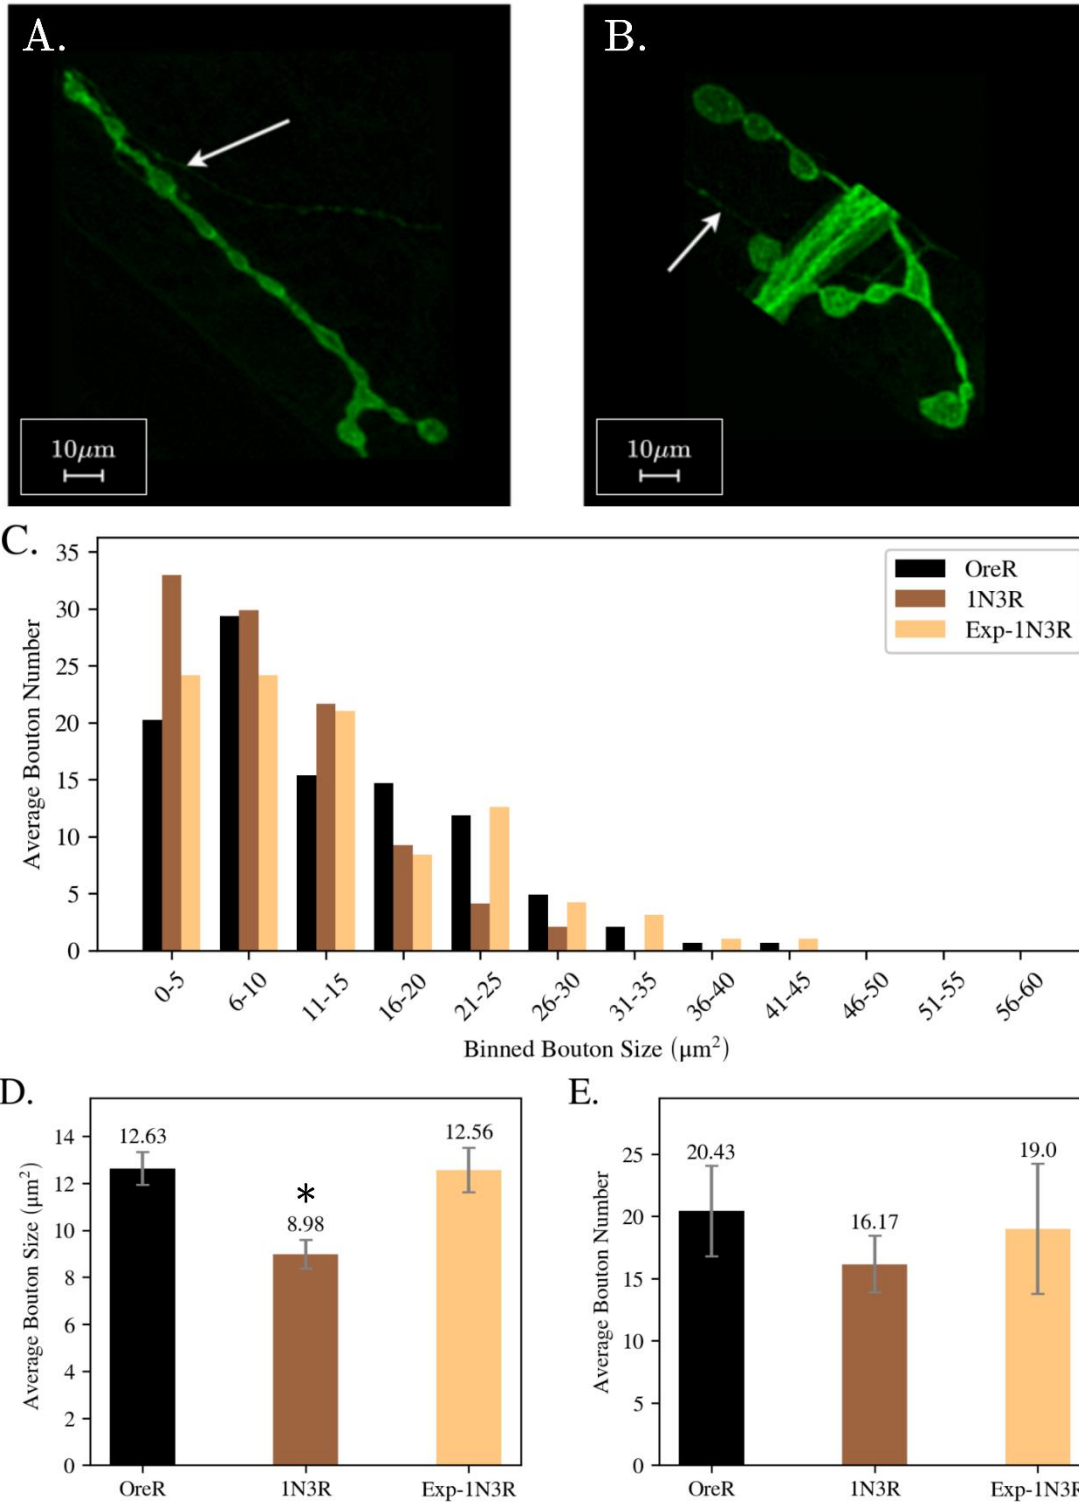 A.
B.
10μm
10μm
C.
35
30
25
20
15
10
5
0
Average Bouton Number
OreR
1N3R
Exp-1N3R
0-5
6-10
11-15
16-20
21-25
26-30
31-35
36-40
41-45
46-50
51-55
56-60
Binned Bouton Size (μm²)
D.
14
12
10
8
6
4
2
0
Average Bouton Size (μm²)
12.63
*
8.98
12.56
OreR
1N3R
Exp-1N3R
E.
25
20
15
10
5
0
Average Bouton Number
20.43
16.17
19.0
OreR
1N3R
Exp-1N3R